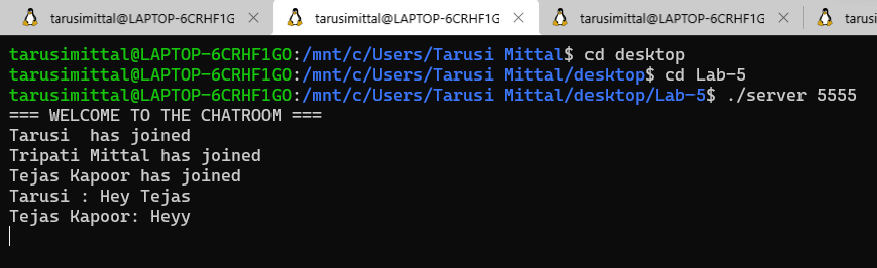 tarusimittal@LAPTOP-6CRHF1G tarusimittal@LAPTOP-6CRHF1G tarusimittal@LAPTOP-6CRHF1G tarusi
tarusimittal@LAPTOP-6CRHF1GO:/mnt/c/Users/Tarusi Mittal$ cd desktop
tarusimittal@LAPTOP-6CRHF1GO:/mnt/c/Users/Tarusi Mittal/desktop$ cd Lab-5
tarusimittal@LAPTOP-6CRHF1GO:/mnt/c/Users/Tarusi Mittal/desktop/Lab-5$ ./server 5555
=== WELCOME TO THE CHATROOM ===
Tarusi  has joined
Tripati Mittal has joined
Tejas Kapoor has joined
Tarusi : Hey Tejas
Tejas Kapoor: Heyy